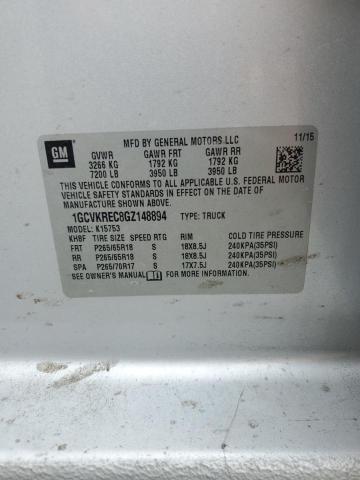 GM
MFD BY GENERAL MOTORS LLC
11/15
GVWR GAWR FRT GAWR RR
3266 KG 1792 KG 1792 KG
7200 LB 3950 LB 3950 LB
THIS VEHICLE CONFORMS TO ALL APPLICABLE U.S. FEDERAL MOTOR
VEHICLE SAFETY STANDARDS IN EFFECT ON THE DATE OF
MANUFACTURE SHOWN ABOVE.
1GCVKREC8GZ148894 TYPE: TRUCK
MODEL: K15753
KHBF TIRE SIZE SPEED RTG RIM COLD TIRE PRESSURE
FRT P265/65R18 S 18X8.5J 240KPA(35PSI)
RR P265/65R18 S 18X8.5J 240KPA(35PSI)
SPA P265/70R17 S 17X7.5J 240KPA(35PSI)
SEE OWNER'S MANUAL FOR MORE INFORMATION.